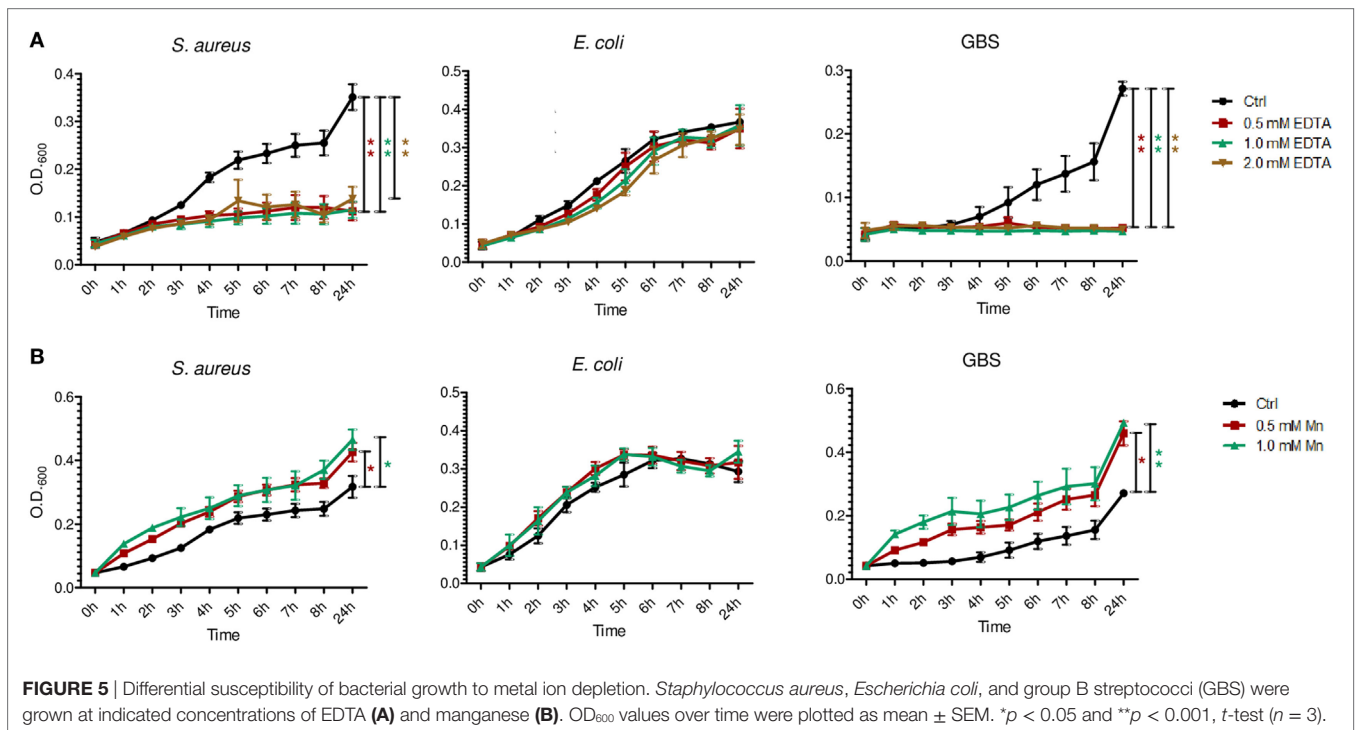 A
S. aureus
E. coli
GBS
O.D.600
0.4
0.3
0.2
0.1
0.0
0h 1h 2h 3h 4h 5h 6h 7h 8h 24h
Time
**
**
**
0.5
0.4
0.3
0.2
0.1
0.0
0h 1h 2h 3h 4h 5h 6h 7h 8h 24h
Time
0.3
0.2
0.1
0.0
0h 1h 2h 3h 4h 5h 6h 7h 8h 24h
Time
**
**
**
Ctrl
0.5 mM EDTA
1.0 mM EDTA
2.0 mM EDTA
B
S. aureus
E. coli
GBS
O.D.600
0.6
0.4
0.2
0.0
0h 1h 2h 3h 4h 5h 6h 7h 8h 24h
Time
*
*
0.5
0.4
0.3
0.2
0.1
0.0
0h 1h 2h 3h 4h 5h 6h 7h 8h 24h
Time
0.6
0.4
0.2
0.0
0h 1h 2h 3h 4h 5h 6h 7h 8h 24h
Time
*
**
Ctrl
0.5 mM Mn
1.0 mM Mn
FIGURE 5 | Differential susceptibility of bacterial growth to metal ion depletion. Staphylococcus aureus, Escherichia coli, and group B streptococci (GBS) were
grown at indicated concentrations of EDTA (A) and manganese (B). OD600 values over time were plotted as mean ± SEM. *p < 0.05 and **p < 0.001, t-test (n = 3).